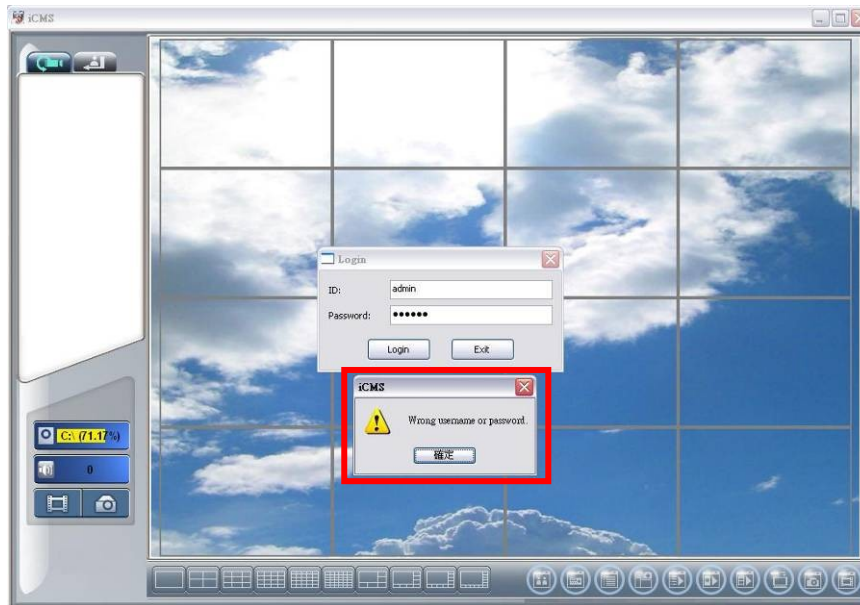 iCMS
Login
ID:
admin
Password:
••••••
Login
Exit
iCMS
Wrong username or password.
確定
C:\ (71.17%)
0